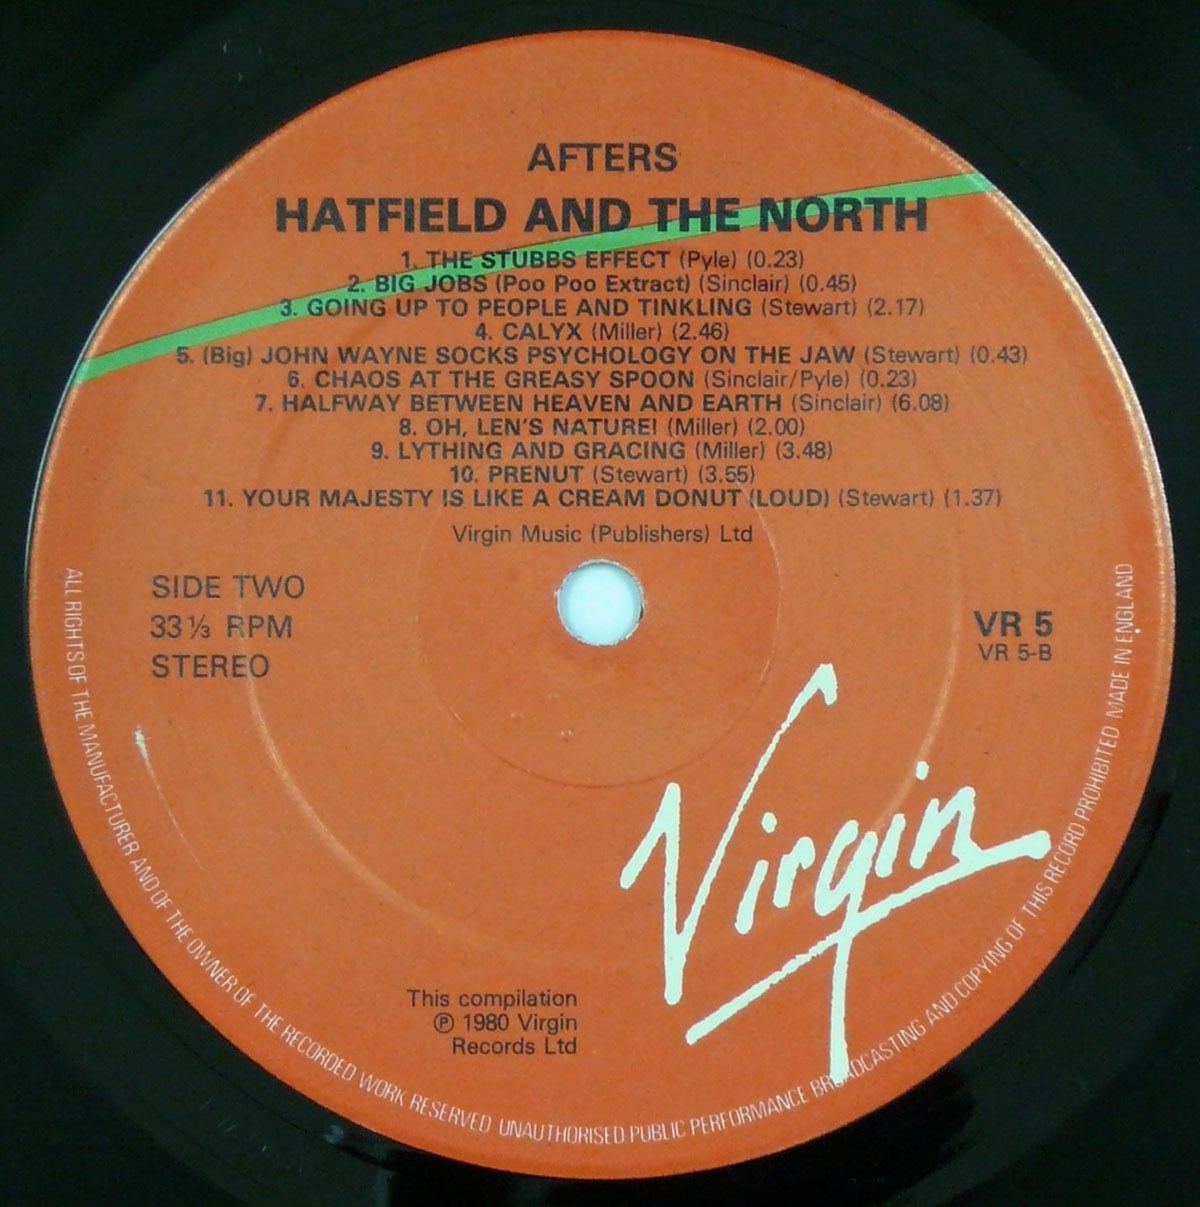 AFTERS
HATFIELD AND THE NORTH
1. THE STUBBS EFFECT (Pyle) (0.23)
2. BIG JOBS (Poo Poo Extract) (Sinclair) (0.45)
3. GOING UP TO PEOPLE AND TINKLING (Stewart) (2.17)
4. CALYX (Miller) (2.46)
5. (Big) JOHN WAYNE SOCKS PSYCHOLOGY ON THE JAW (Stewart) (0.43)
6. CHAOS AT THE GREASY SPOON (Sinclair/Pyle) (0.23)
7. HALFWAY BETWEEN HEAVEN AND EARTH (Sinclair) (6.08)
8. OH, LEN'S NATURE! (Miller) (2.00)
9. LYTHING AND GRACING (Miller) (3.48)
10. PRENUT (Stewart) (3.55)
11. YOUR MAJESTY IS LIKE A CREAM DONUT (LOUD) (Stewart) (1.37)
Virgin Music (Publishers) Ltd
SIDE TWO
33 ⅓ RPM
STEREO
VR 5
VR 5-B
Virgin
This compilation
℗ 1980 Virgin
Records Ltd
ALL RIGHTS OF THE MANUFACTURER AND OF THE OWNER OF THE RECORDED WORK RESERVED UNAUTHORISED PUBLIC PERFORMANCE BROADCASTING AND COPYING OF THIS RECORD PROHIBITED MADE IN ENGLAND